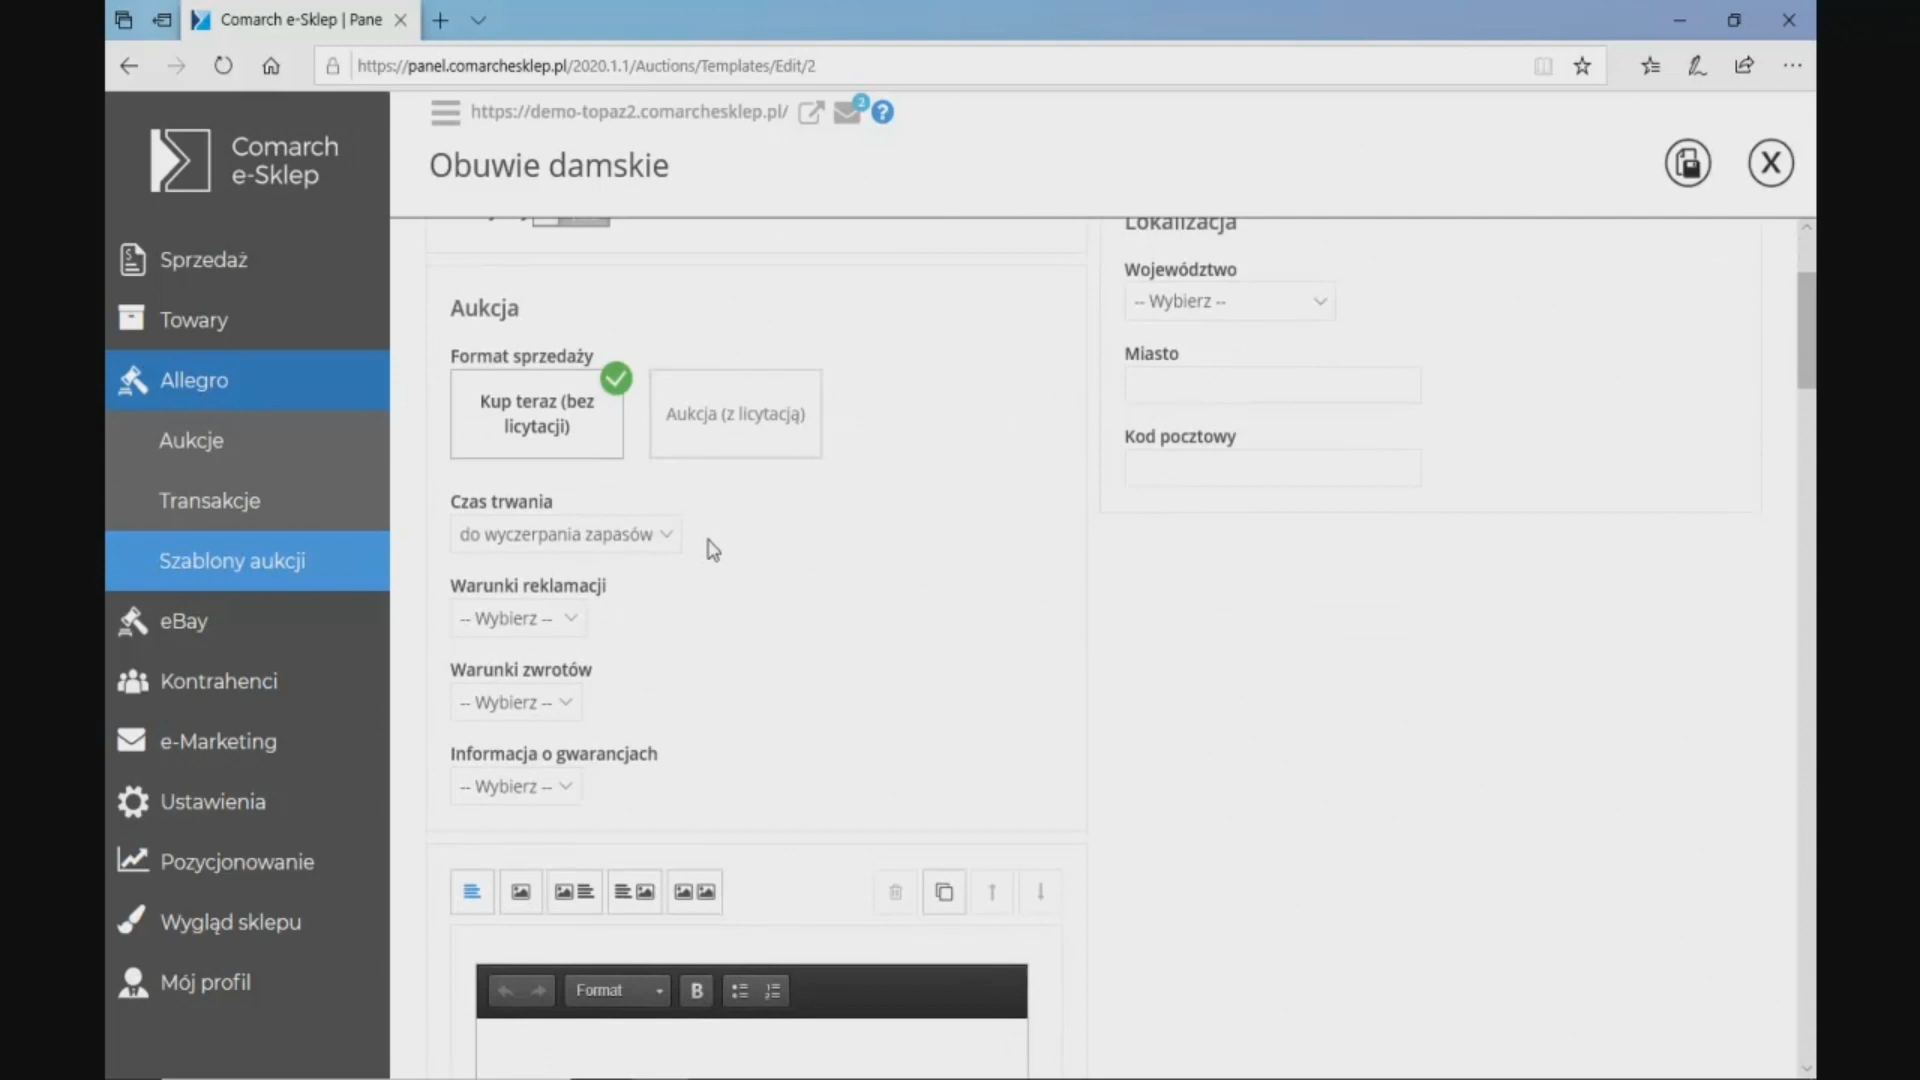 Comarch e-Sklep | Pane
https://panel.comarchesklep.pl/2020.1.1/Auctions/Templates/Edit/2
Comarch
e-Sklep
https://demo-topaz2.comarchesklep.pl/
2
?
Obuwie damskie
X
Sprzedaż
Towary
Allegro
Aukcje
Transakcje
Szablony aukcji
eBay
Kontrahenci
e-Marketing
Ustawienia
Pozycjonowanie
Wygląd sklepu
Mój profil
Aukcja
Format sprzedaży
Kup teraz (bez
licytacji)
Aukcja (z licytacją)
Czas trwania
do wyczerpania zapasów
Warunki reklamacji
-- Wybierz --
Warunki zwrotów
-- Wybierz --
Informacja o gwarancjach
-- Wybierz --
Format
B
Lokalizacja
Województwo
-- Wybierz --
Miasto
Kod pocztowy